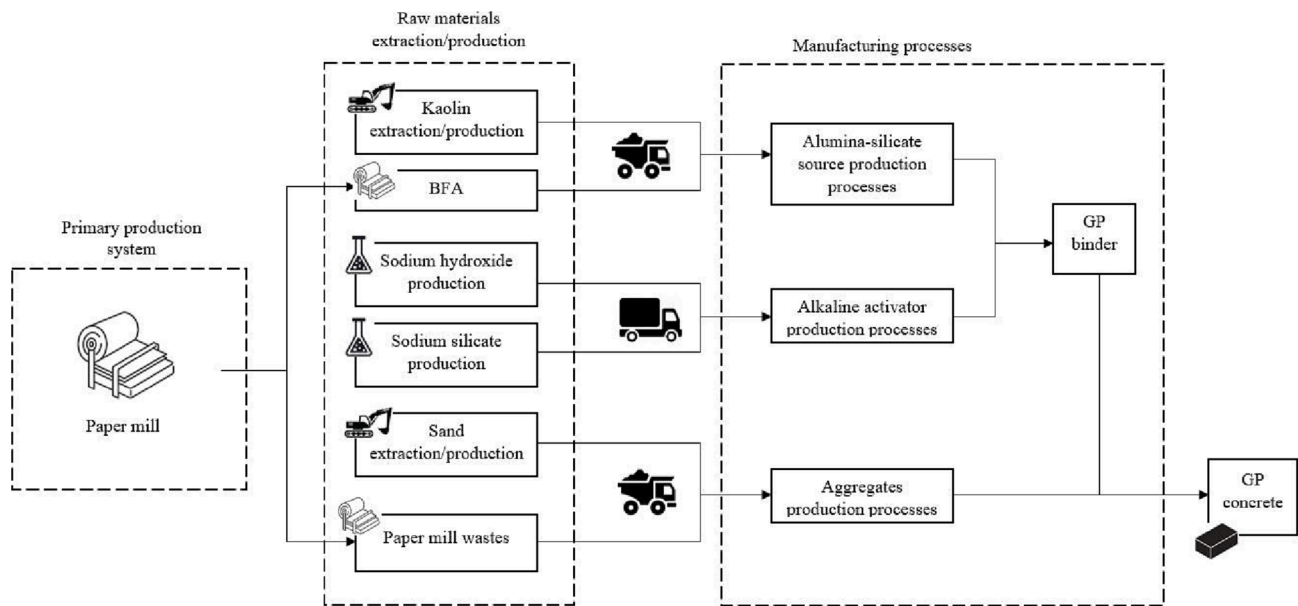 Raw materials
extraction/production
Manufacturing processes
Kaolin
extraction/production
BFA
Sodium hydroxide
production
Sodium silicate
production
Sand
extraction/production
Paper mill wastes
Primary production
system
Paper mill
Alumina-silicate
source production
processes
Alkaline activator
production processes
Aggregates
production processes
GP
binder
GP
concrete